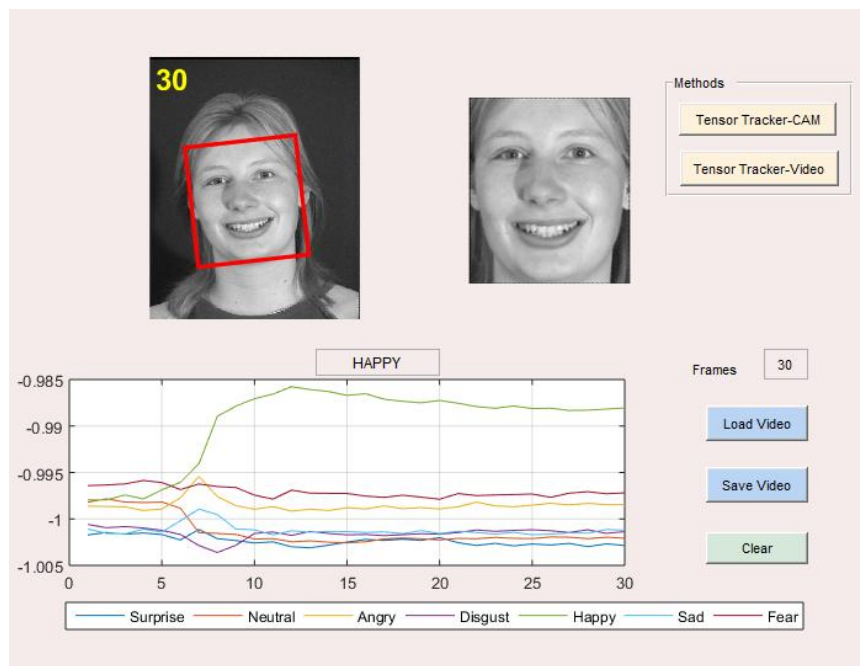 30
Methods
Tensor Tracker-CAM
Tensor Tracker-Video
HAPPY
Frames 30
Load Video
Save Video
Clear
-0.985
-0.99
-0.995
-1
-1.005
0 5 10 15 20 25 30
Surprise Neutral Angry Disgust Happy Sad Fear